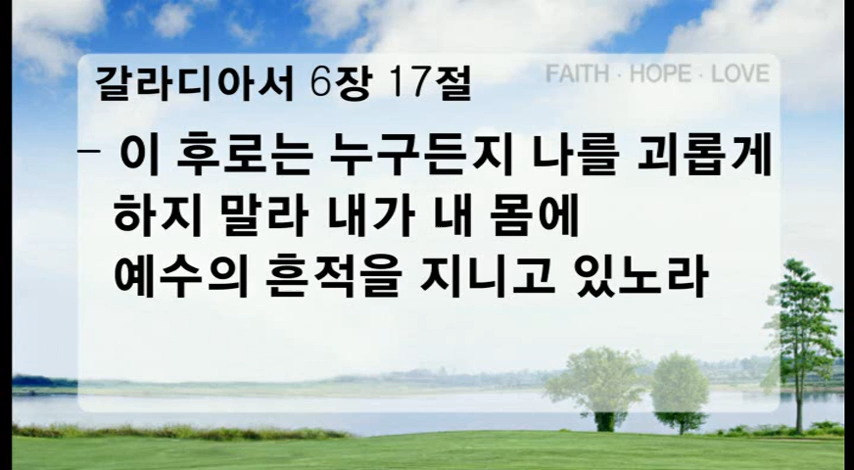 갈라디아서 6장 17절
FAITH · HOPE · LOVE
- 이 후로는 누구든지 나를 괴롭게
하지 말라 내가 내 몸에
예수의 흔적을 지니고 있노라